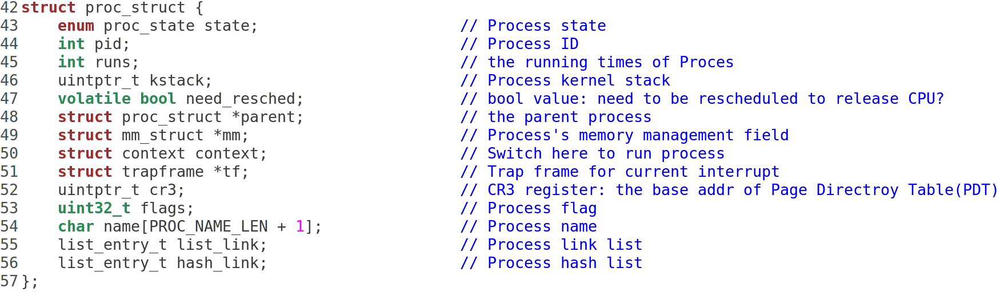 42 struct proc_struct {
43     enum proc_state state;                      // Process state
44     int pid;                                    // Process ID
45     int runs;                                   // the running times of Proces
46     uintptr_t kstack;                           // Process kernel stack
47     volatile bool need_resched;                 // bool value: need to be rescheduled to release CPU?
48     struct proc_struct *parent;                 // the parent process
49     struct mm_struct *mm;                       // Process's memory management field
50     struct context context;                     // Switch here to run process
51     struct trapframe *tf;                       // Trap frame for current interrupt
52     uintptr_t cr3;                              // CR3 register: the base addr of Page Directroy Table(PDT)
53     uint32_t flags;                             // Process flag
54     char name[PROC_NAME_LEN + 1];               // Process name
55     list_entry_t list_link;                     // Process link list
56     list_entry_t hash_link;                     // Process hash list
57 };